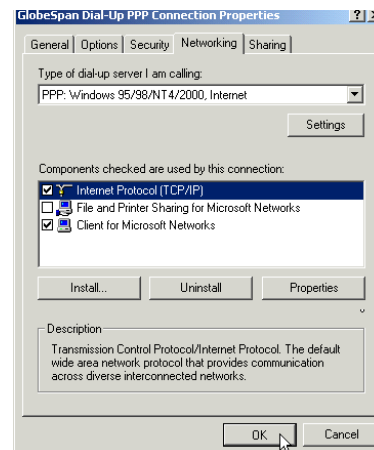 GlobeSpan Dial-Up PPP Connection Properties
General Options Security Networking Sharing
Type of dial-up server I am calling:
PPP: Windows 95/98/NT4/2000, Internet
Settings
Components checked are used by this connection:
Internet Protocol (TCP/IP)
File and Printer Sharing for Microsoft Networks
Client for Microsoft Networks
Install... Uninstall Properties
Description
Transmission Control Protocol/Internet Protocol. The default
wide area network protocol that provides communication
across diverse interconnected networks.
OK Cancel